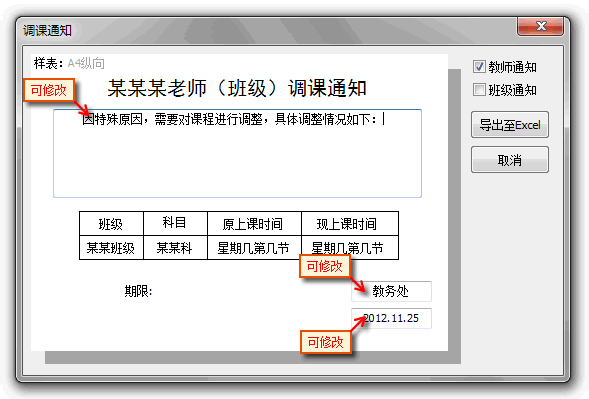 调课通知
样表：A4纵向
可修改
某某某老师（班级）调课通知
因特殊原因，需要对课程进行调整，具体调整情况如下：
班级 科目 原上课时间 现上课时间
某某班级 某某科 星期几第几节 星期几第几节
可修改
期限： 教务处
2012.11.25
可修改
教师通知
班级通知
导出至Excel
取消